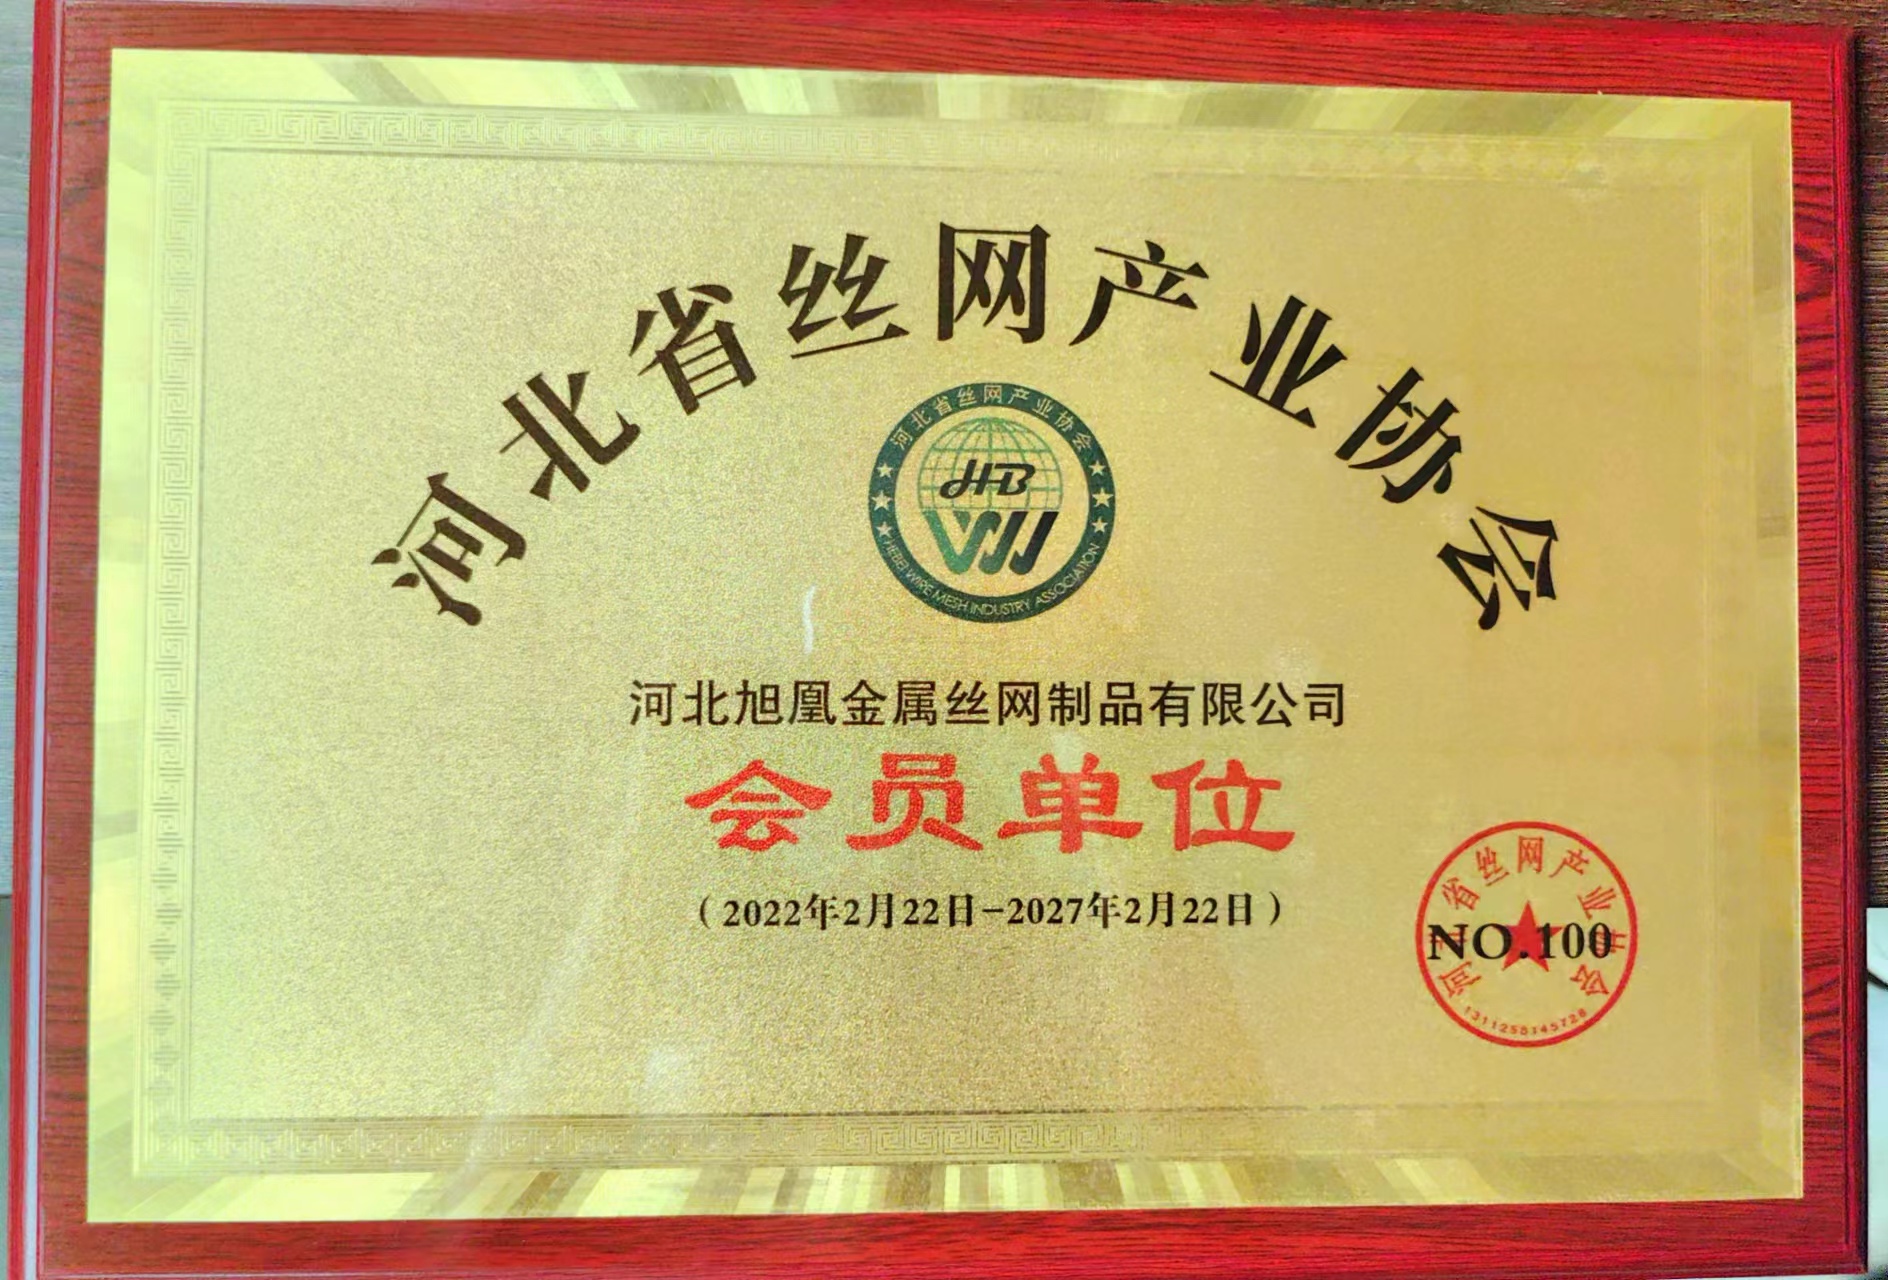 河北省丝网产业协会
河北省丝网产业协会
HB
HEBEI WIRE MESH INDUSTRY ASSOCIATION
河北旭凰金属丝网制品有限公司
会员单位
（2022年2月22日-2027年2月22日）
河北省丝网产业协会
NO.100